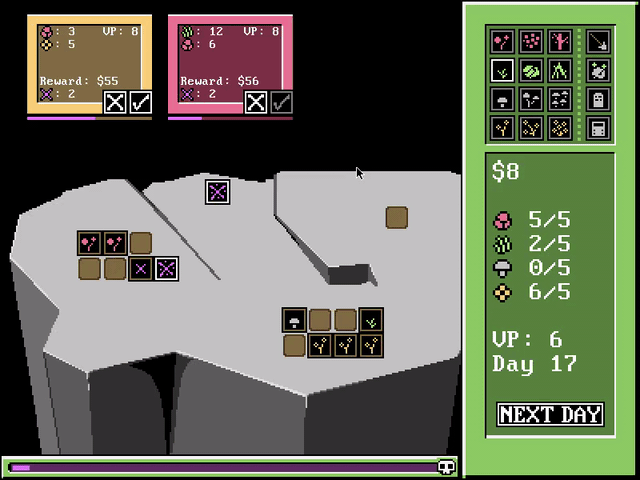 : 3 VP: 8
: 5
Reward: $55
: 2
: 12 VP: 8
: 6
Reward: $56
: 2
$8
5/5
2/5
0/5
6/5
VP: 6
Day 17
NEXT DAY